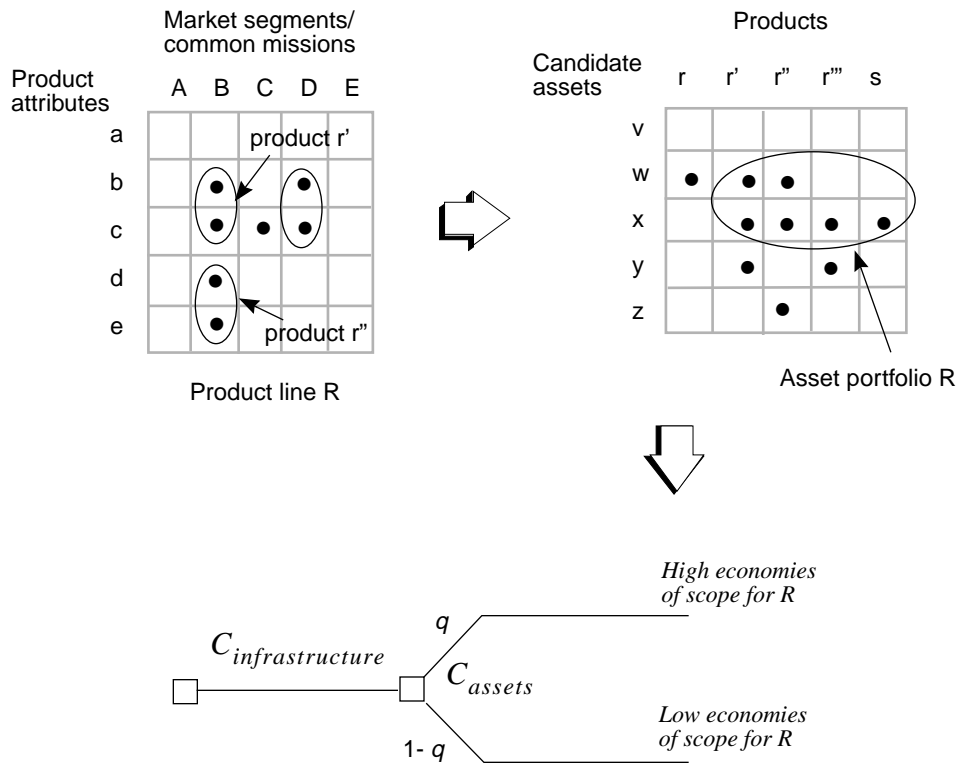 Market segments/
common missions
Product
attributes
A B C D E
a
b
c
d
e
product r’
product r”
Product line R
Products
Candidate
assets
r r’ r” r”’ s
v
w
x
y
z
Asset portfolio R
High economies
of scope for R
q
C infrastructure
C assets
1- q
Low economies
of scope for R